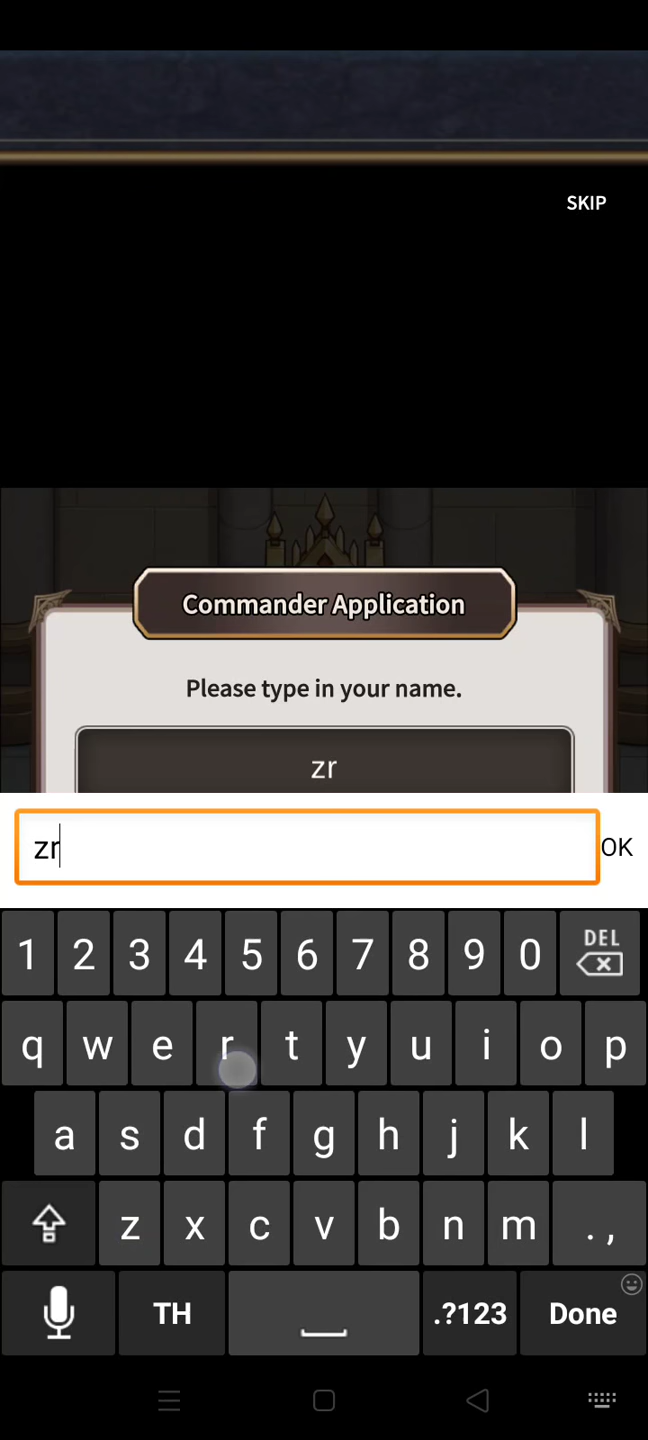 SKIP
Commander Application
Please type in your name.
zr
zr OK
1 2 3 4 5 6 7 8 9 0 DEL
q w e r t y u i o p
a s d f g h j k l
z x c v b n m . ,
TH .?123 Done